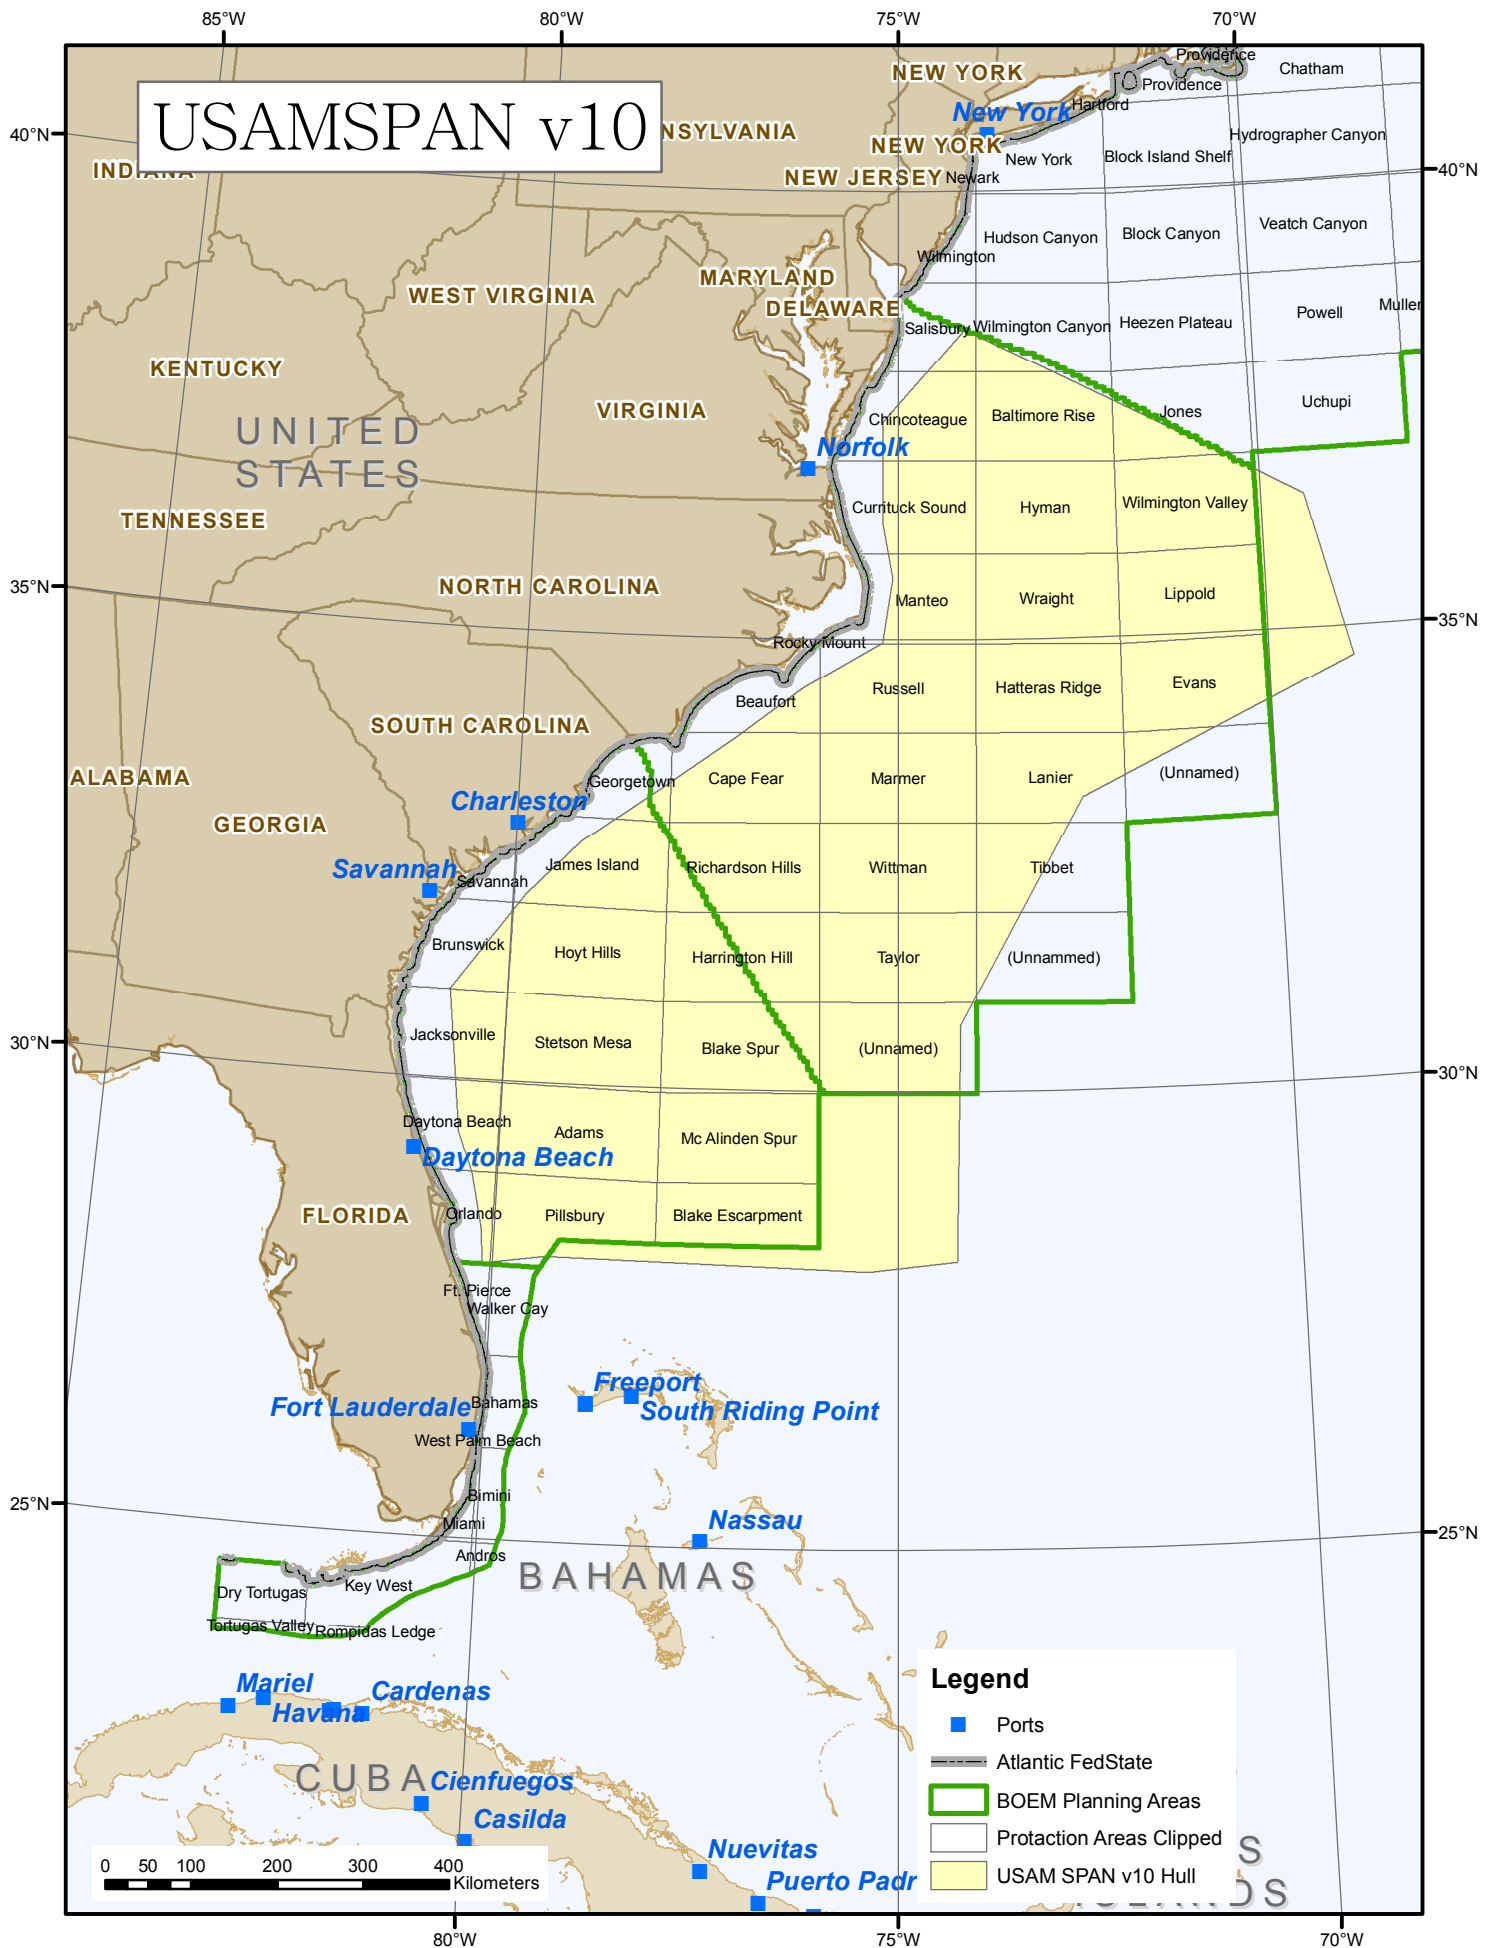 85°W 80°W 75°W 70°W
Providence
Chatham
NEW YORK
Providence
New York
Hartford
USAMSPAN v10
NSYLVANIA
40°N
Hydrographer Canyon
NEW YORK
New York
Block Island Shelf
INDIANA
40°N
NEW JERSEY
Newark
Veatch Canyon
Hudson Canyon
Block Canyon
Wilmington
MARYLAND
WEST VIRGINIA
DELAWARE
Muller
Powell
Salisbury
Wilmington Canyon
Heezen Plateau
KENTUCKY
Uchupi
VIRGINIA
Chincoteague
Baltimore Rise
Jones
UNITED
STATES
Norfolk
Currituck Sound
Hyman
Wilmington Valley
TENNESSEE
35°N
NORTH CAROLINA
Manteo
Wraight
Lippold
35°N
Rocky Mount
Beaufort
Russell
Hatteras Ridge
Evans
SOUTH CAROLINA
ALABAMA
Georgetown
Cape Fear
Marmer
Lanier
(Unnamed)
Charleston
GEORGIA
Savannah
Savannah
James Island
Richardson Hills
Wittman
Tibbet
Brunswick
Hoyt Hills
Harrington Hill
Taylor
(Unnammed)
30°N
Jacksonville
Stetson Mesa
Blake Spur
(Unnamed)
30°N
Daytona Beach
Adams
Mc Alinden Spur
Daytona Beach
FLORIDA
Orlando
Pillsbury
Blake Escarpment
Ft. Pierce
Walker Cay
Freeport
South Riding Point
Fort Lauderdale
Bahamas
West Palm Beach
25°N
Bimini
Miami
Nassau
25°N
Andros
BAHAMAS
Dry Tortugas
Key West
Tortugas Valley
Rompidas Ledge
Mariel
Havana
Cardenas
CUBA
Cienfuegos
Casilda
Nuevitas
Puerto Padr
Legend
Ports
Atlantic FedState
BOEM Planning Areas
Protaction Areas Clipped
USAM SPAN v10 Hull
S
ISLANDS
0 50 100 200 300 400
Kilometers
80°W 75°W 70°W